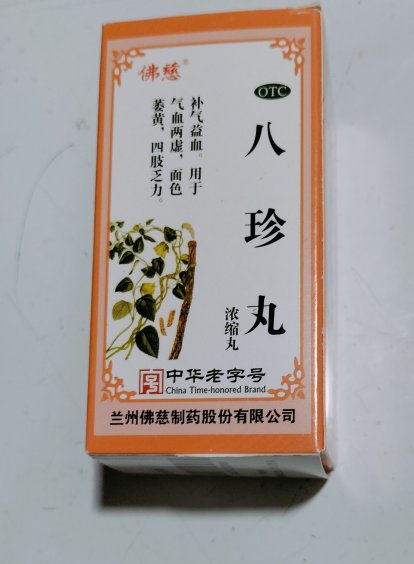 佛慈®
OTC
八珍丸
浓缩丸
补气益血。用于
气血两虚，面色
萎黄，四肢乏力。
中华老字号
China Time-honored Brand
兰州佛慈制药股份有限公司